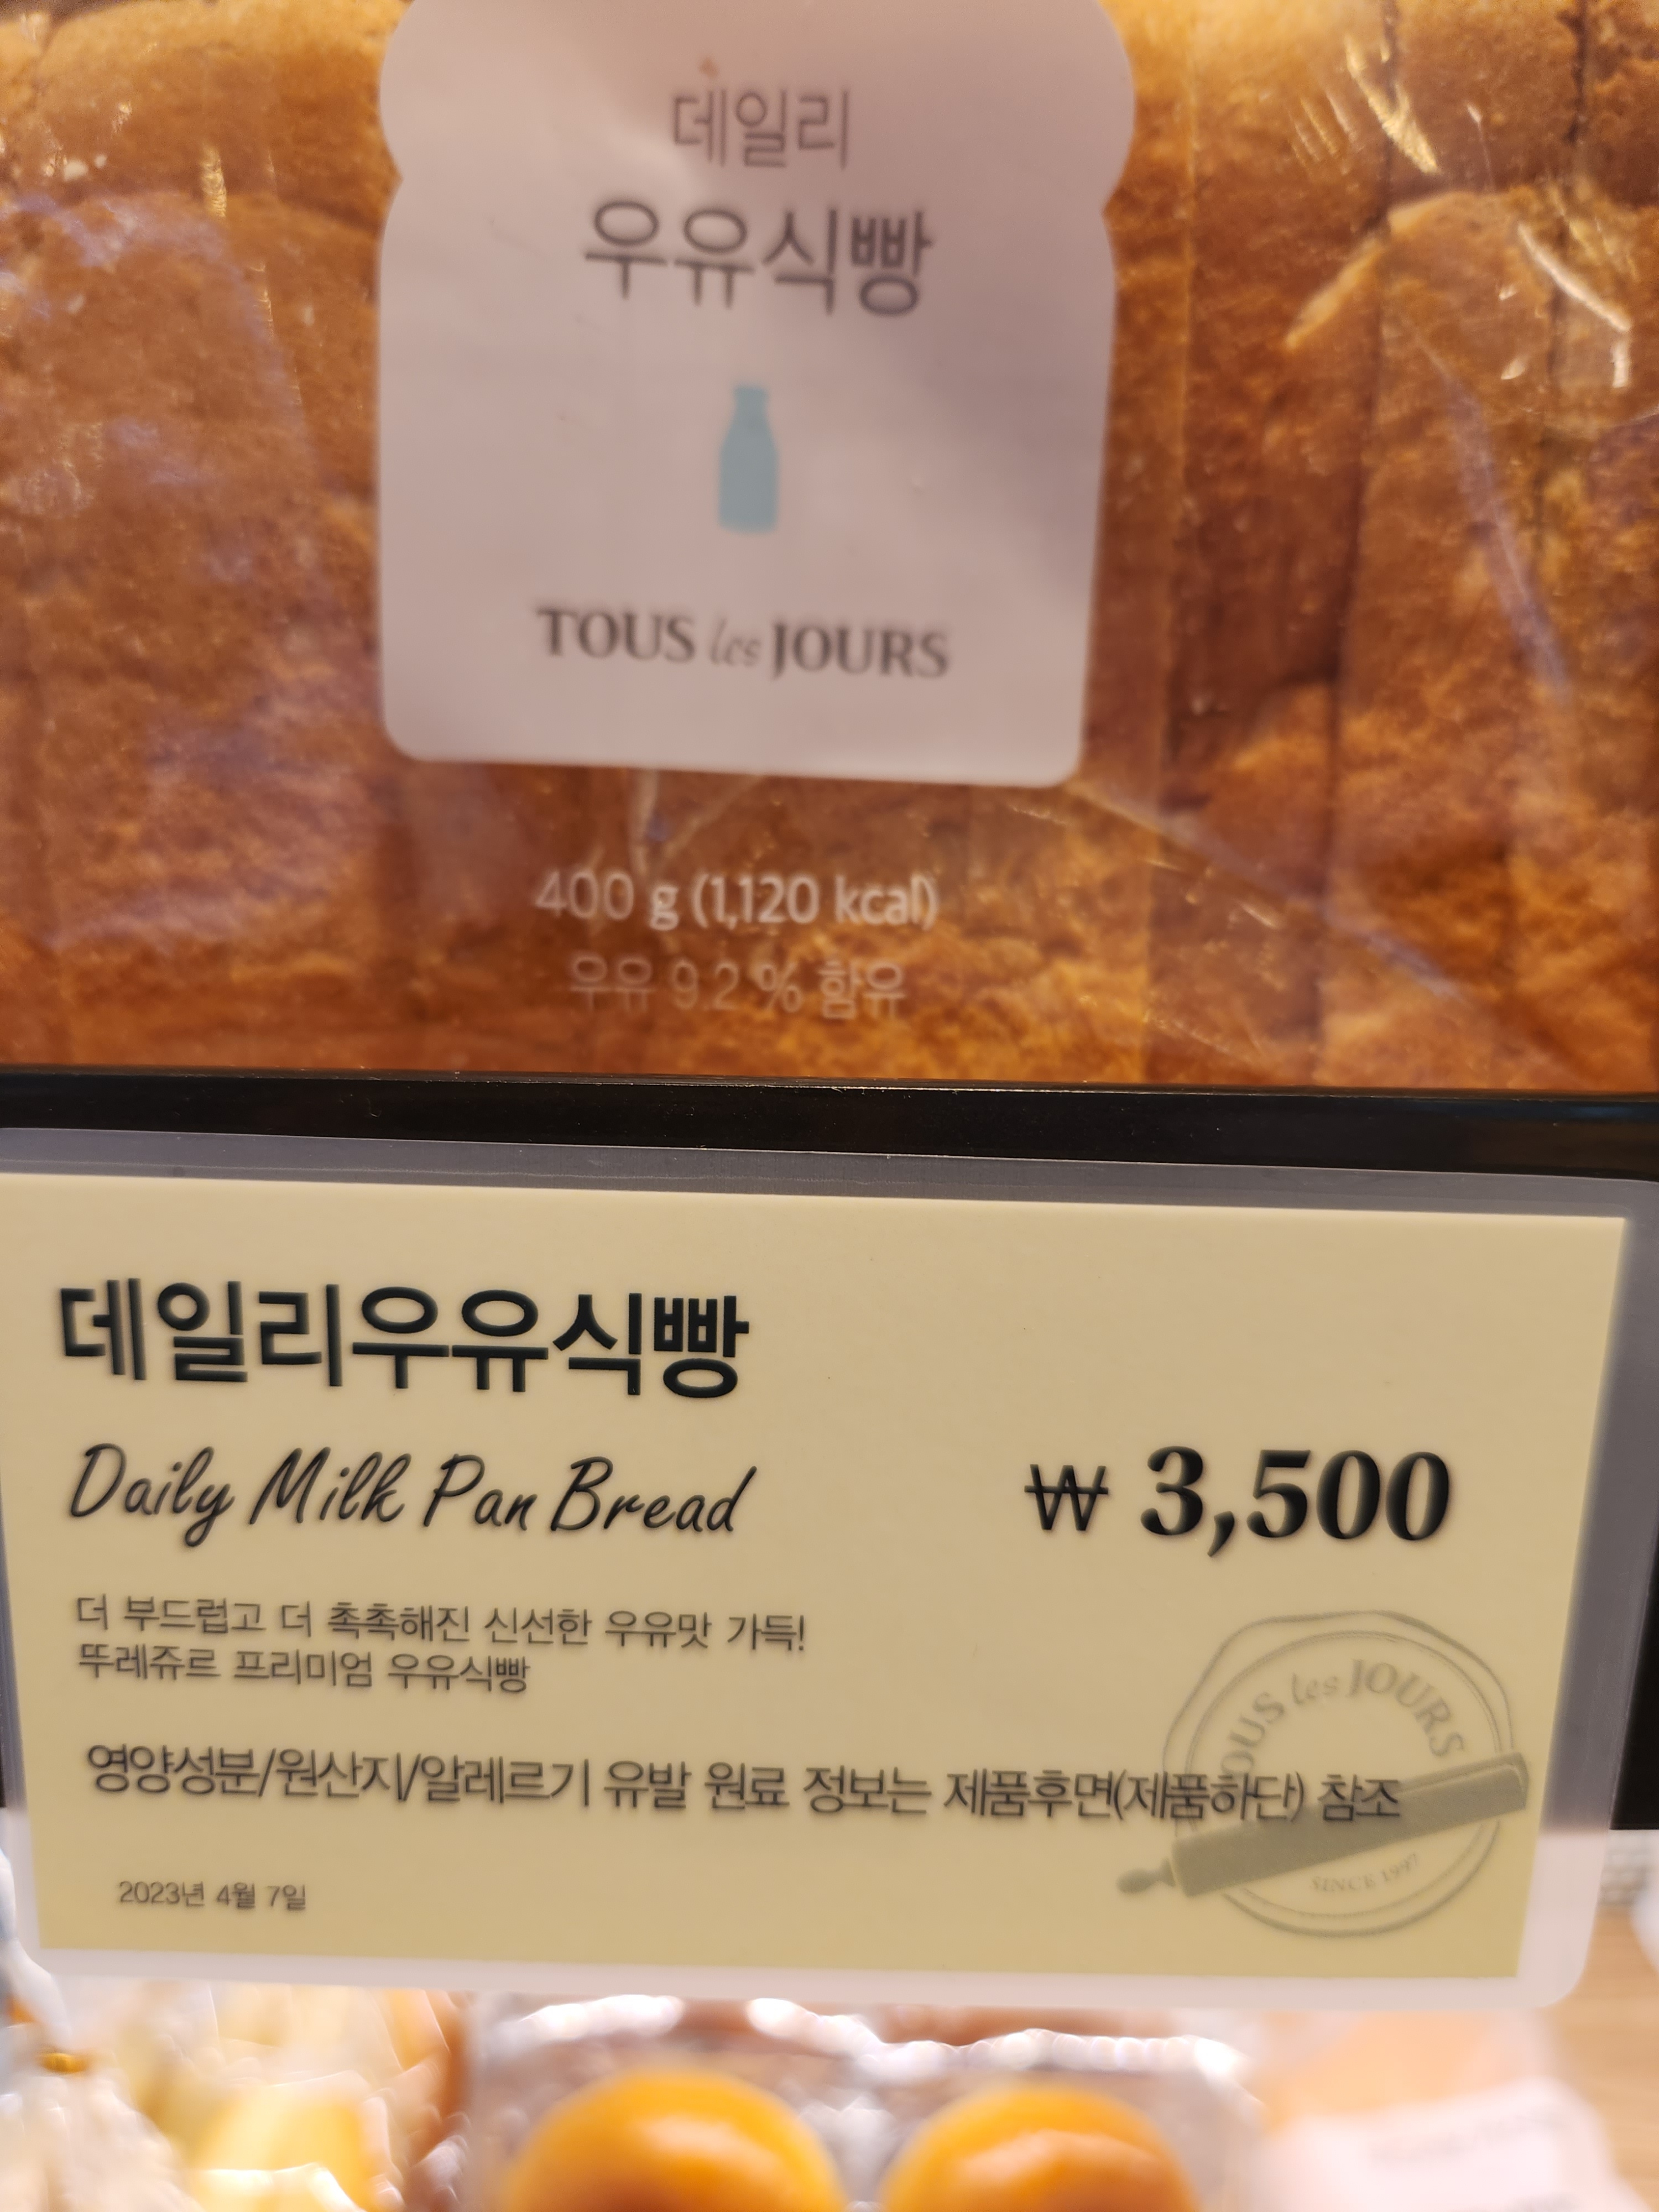 데일리
우유식빵
TOUS les JOURS
400 g (1,120 kcal)
우유 9.2 % 함유
데일리우유식빵
Daily Milk Pan Bread
₩ 3,500
더 부드럽고 더 촉촉해진 신선한 우유맛 가득!
뚜레쥬르 프리미엄 우유식빵
영양성분/원산지/알레르기 유발 원료 정보는 제품후면(제품하단) 참조
TOUS les JOURS
SINCE 1997
2023년 4월 7일